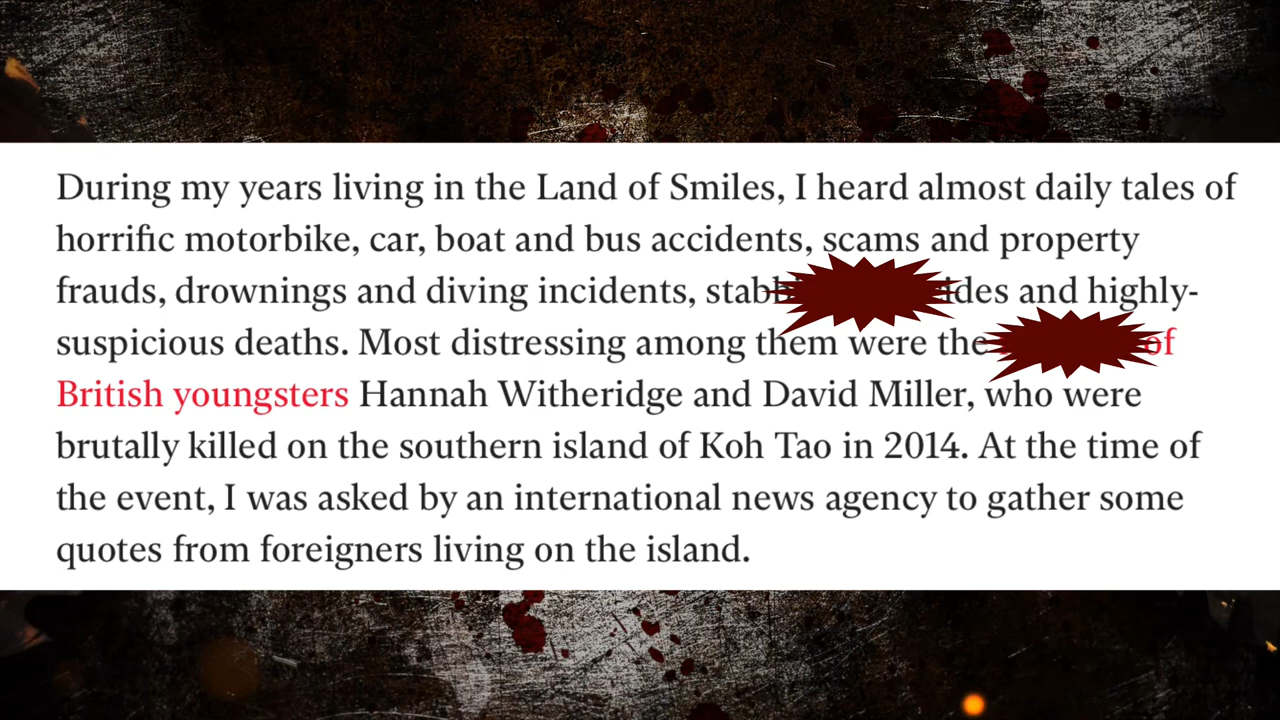 During my years living in the Land of Smiles, I heard almost daily tales of
horrific motorbike, car, boat and bus accidents, scams and property
frauds, drownings and diving incidents, and highly-
suspicious deaths. Most distressing among them were the of
British youngsters Hannah Witheridge and David Miller, who were
brutally killed on the southern island of Koh Tao in 2014. At the time of
the event, I was asked by an international news agency to gather some
quotes from foreigners living on the island.